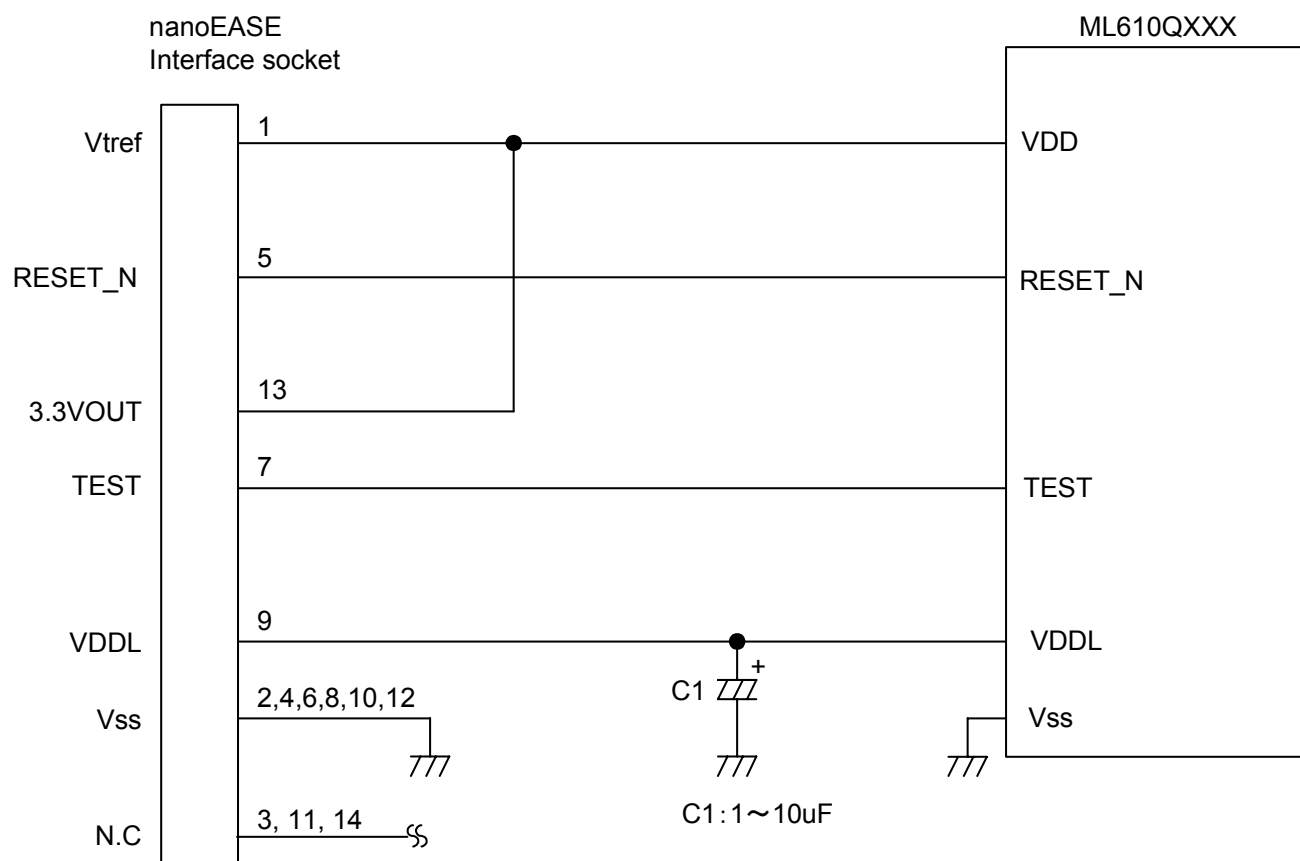 nanoEASE
Interface socket
ML610QXXX
Vtref
1
VDD
RESET_N
5
RESET_N
3.3VOUT
13
TEST
7
TEST
VDDL
9
VDDL
C1
+
Vss
2,4,6,8,10,12
Vss
C1:1～10uF
N.C
3, 11, 14